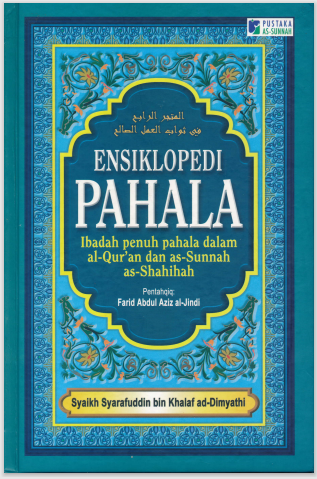 PUSTAKA
AS-SUNNAH
المتجر الرابح
في ثواب العمل الصالح
ENSIKLOPEDI
PAHALA
Ibadah penuh pahala dalam
al-Qur'an dan as-Sunnah
as-Shahihah
Pentahqiq:
Farid Abdul Aziz al-Jindi
Syaikh Syarafuddin bin Khalaf ad-Dimyathi